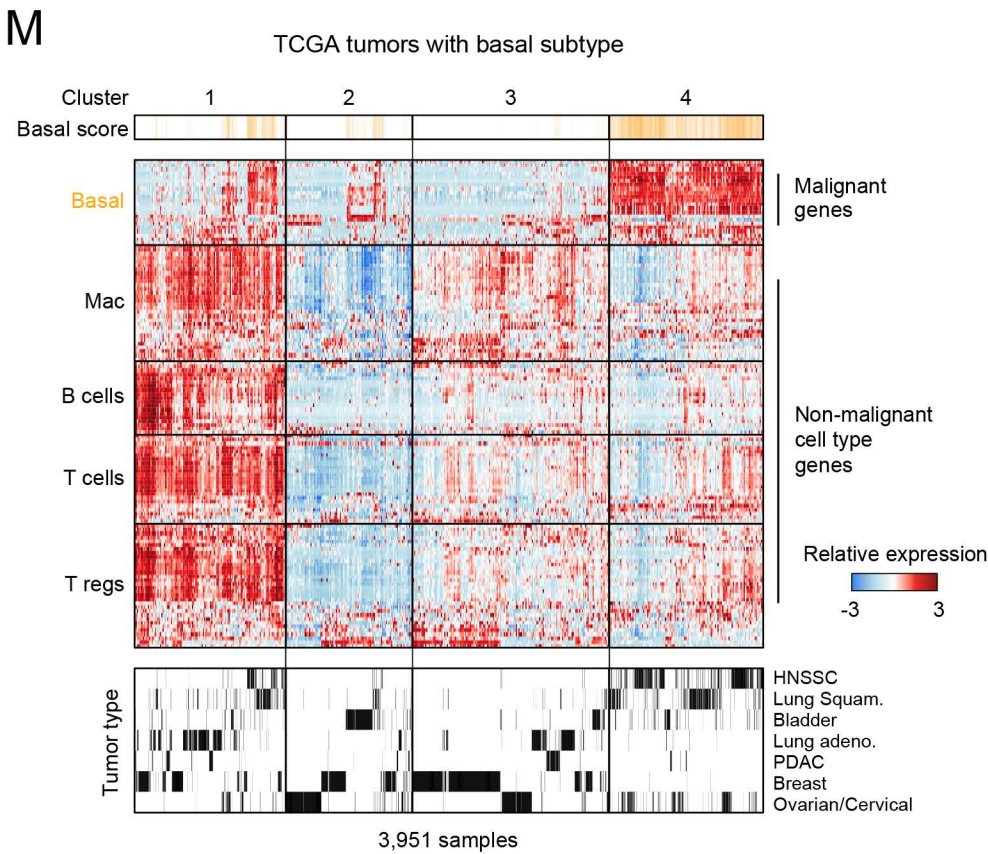 M
TCGA tumors with basal subtype
Cluster 1 2 3 4
Basal score
Basal
Malignant
genes
Mac
B cells
Non-malignant
cell type
genes
T cells
T regs
Relative expression
-3 3
Tumor type
HNSSC
Lung Squam.
Bladder
Lung adeno.
PDAC
Breast
Ovarian/Cervical
3,951 samples